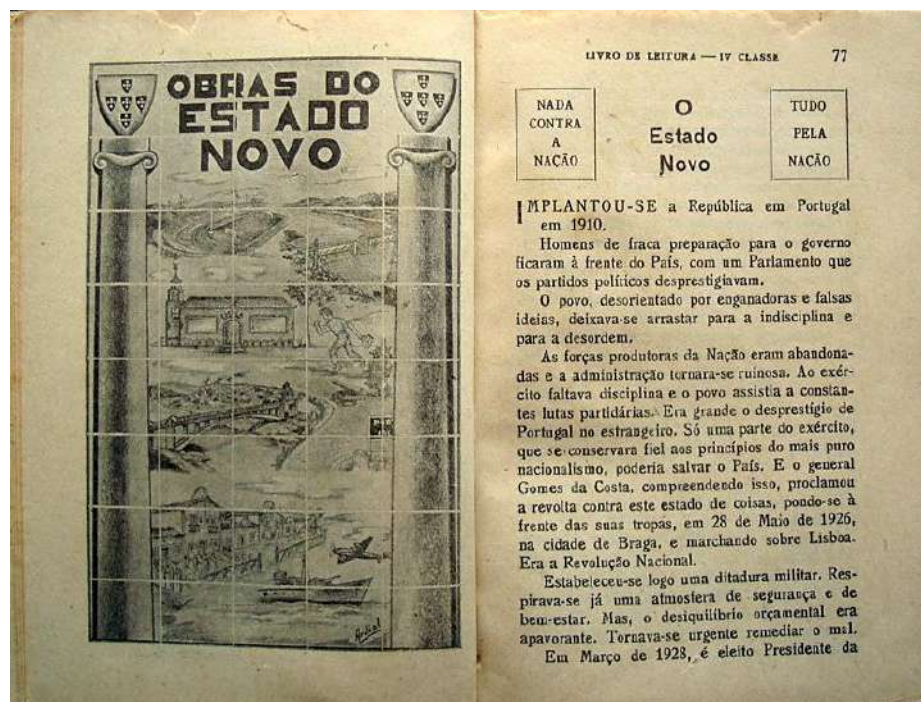 OBRAS DO
ESTADO
NOVO
LIVRO DE LEITURA — IV CLASSE 77
NADA
CONTRA
A
NAÇÃO
O
Estado
Novo
TUDO
PELA
NAÇÃO
IMPLANTOU-SE a República em Portugal
em 1910.
Homens de fraca preparação para o governo
ficaram à frente do País, com um Parlamento que
os partidos políticos desprestigiavam.
O povo, desorientado por enganadoras e falsas
ideias, deixava-se arrastar para a indisciplina e
para a desordem.
As forças produtoras da Nação eram abandona-
das e a administração tornara-se ruinosa. Ao exér-
cito faltava disciplina e o povo assistia a constan-
tes lutas partidárias. Era grande o desprestígio de
Portugal no estrangeiro. Só uma parte do exército,
que se conservara fiel aos princípios do mais puro
nacionalismo, poderia salvar o País. E o general
Gomes da Costa, compreendendo isso, proclamou
a revolta contra este estado de coisas, pondo-se à
frente das suas tropas, em 28 de Maio de 1926,
na cidade de Braga, e marchando sobre Lisboa.
Era a Revolução Nacional.
Estabeleceu-se logo uma ditadura militar. Res-
pirava-se já uma atmosfera de segurança e de
bem-estar. Mas, o desiquilíbrio orçamental era
apavorante. Tornava-se urgente remediar o mal.
Em Março de 1928, é eleito Presidente da